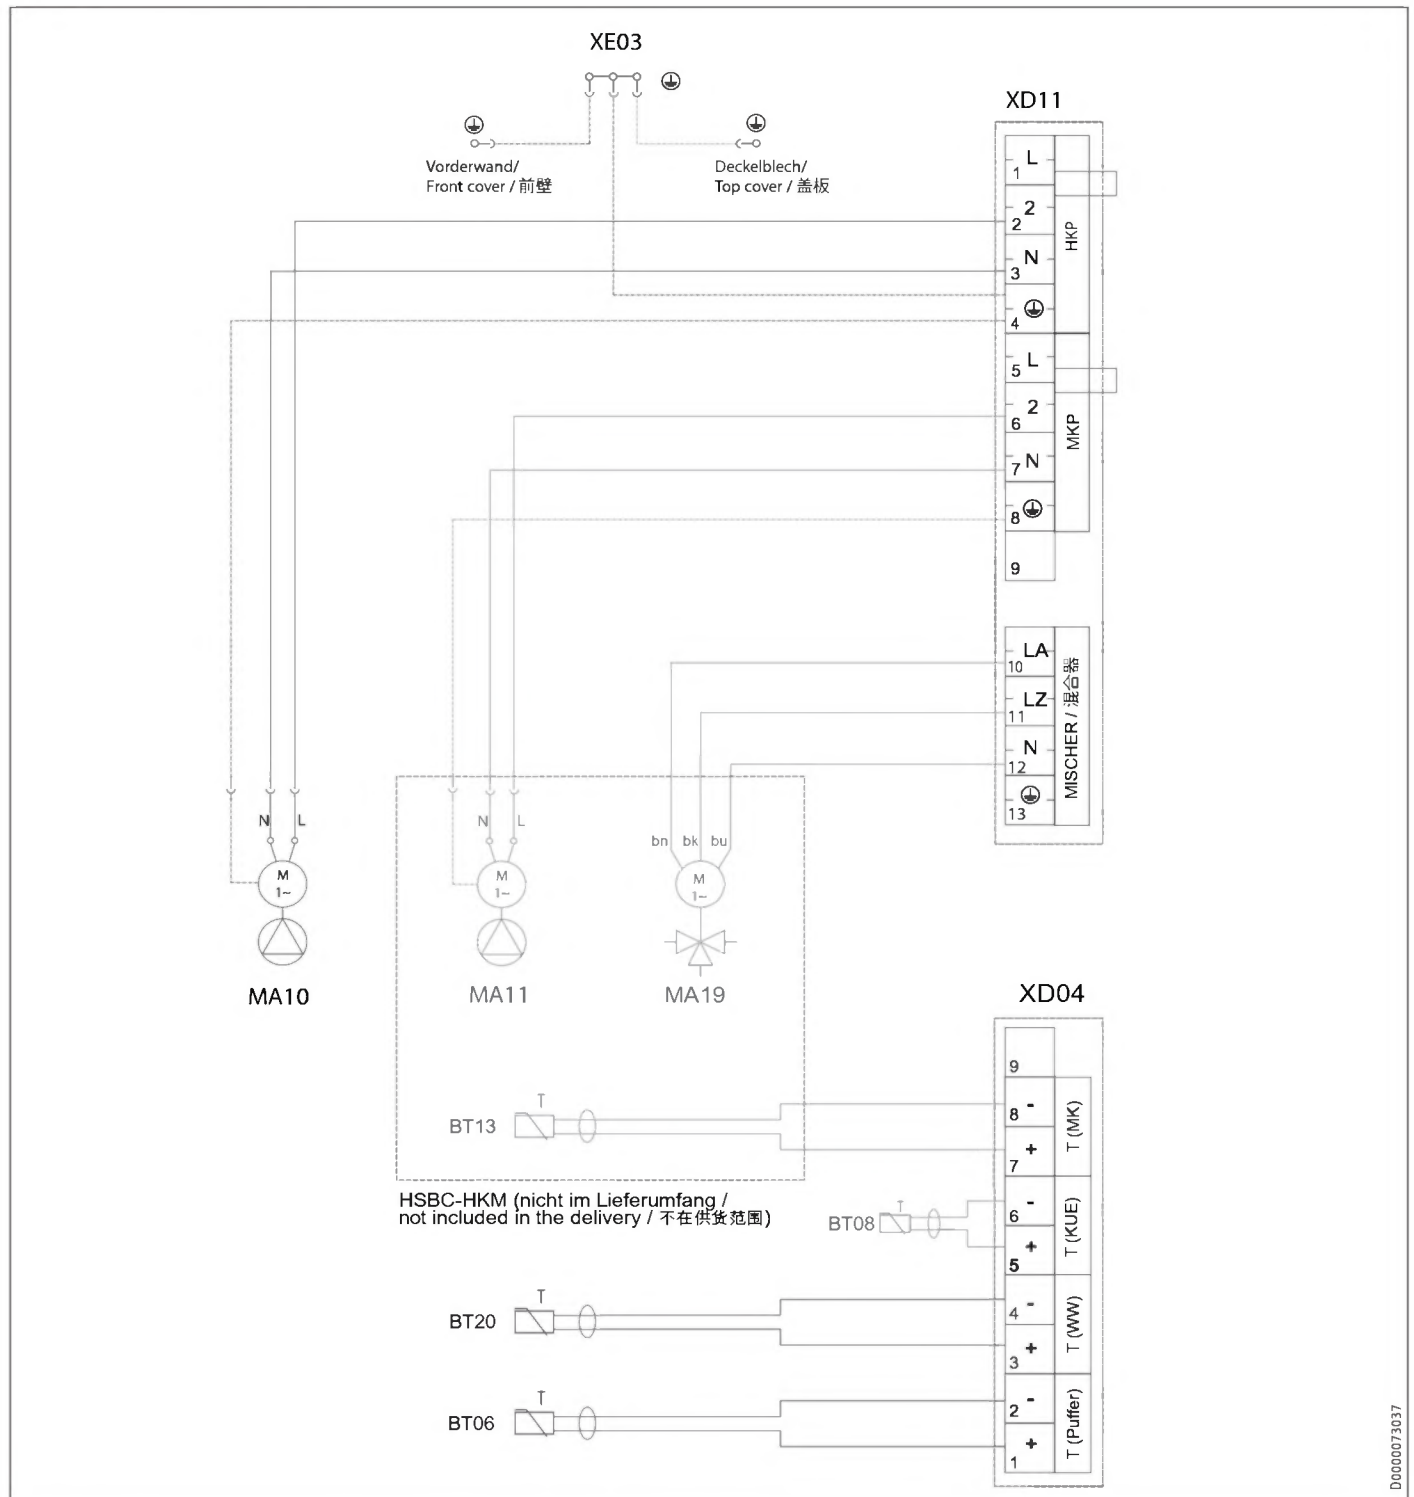 XE03
XD11
Vorderwand/
Front cover / 前壁
Deckelblech/
Top cover / 盖板
L
1
2
2
N
3
4
HKP
L
5
2
6
N
7
8
MKP
9
LA
10
LZ
11
N
12
13
MISCHER / 混合器
N
L
M
1~
MA10
N
L
M
1~
MA11
bn
bk
bu
M
1~
MA19
XD04
9
8
-
7
+
T (MK)
T
BT13
HSBC-HKM (nicht im Lieferumfang /
not included in the delivery / 不在供货范围)
T
BT08
6
-
5
+
T (KUE)
T
BT20
4
-
3
+
T (WW)
T
BT06
2
-
1
+
T (Puffer)
D0000073037